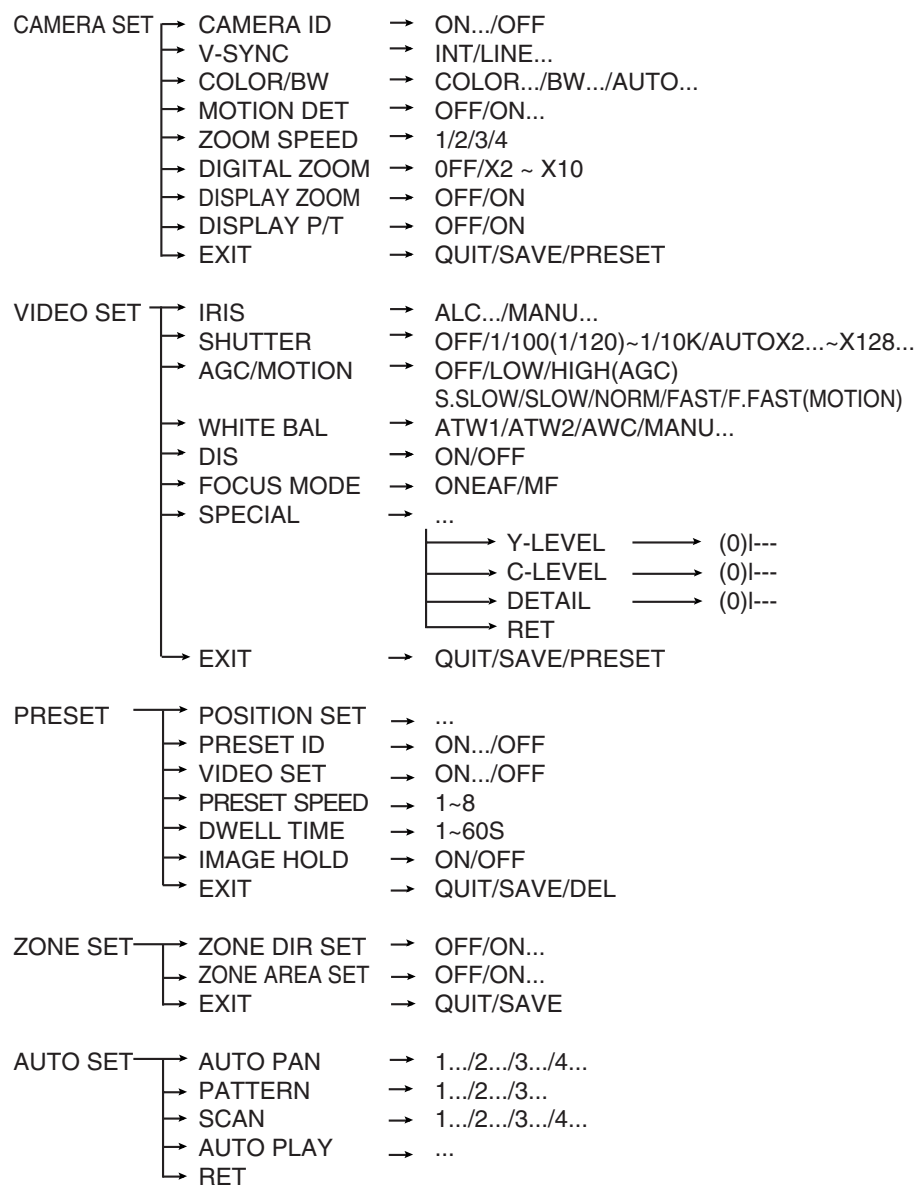 CAMERA SET → CAMERA ID → ON.../OFF
→ V-SYNC → INT/LINE...
→ COLOR/BW → COLOR.../BW.../AUTO...
→ MOTION DET → OFF/ON...
→ ZOOM SPEED → 1/2/3/4
→ DIGITAL ZOOM → 0FF/X2 ~ X10
→ DISPLAY ZOOM → OFF/ON
→ DISPLAY P/T → OFF/ON
→ EXIT → QUIT/SAVE/PRESET
VIDEO SET → IRIS → ALC.../MANU...
→ SHUTTER → OFF/1/100(1/120)~1/10K/AUTOX2...~X128...
→ AGC/MOTION → OFF/LOW/HIGH(AGC)
S.SLOW/SLOW/NORM/FAST/F.FAST(MOTION)
→ WHITE BAL → ATW1/ATW2/AWC/MANU...
→ DIS → ON/OFF
→ FOCUS MODE → ONEAF/MF
→ SPECIAL → ...
→ Y-LEVEL → (0)I---
→ C-LEVEL → (0)I---
→ DETAIL → (0)I---
→ RET
→ EXIT → QUIT/SAVE/PRESET
PRESET → POSITION SET → ...
→ PRESET ID → ON.../OFF
→ VIDEO SET → ON.../OFF
→ PRESET SPEED → 1~8
→ DWELL TIME → 1~60S
→ IMAGE HOLD → ON/OFF
→ EXIT → QUIT/SAVE/DEL
ZONE SET → ZONE DIR SET → OFF/ON...
→ ZONE AREA SET → OFF/ON...
→ EXIT → QUIT/SAVE
AUTO SET → AUTO PAN → 1.../2.../3.../4...
→ PATTERN → 1.../2.../3...
→ SCAN → 1.../2.../3.../4...
→ AUTO PLAY → ...
→ RET